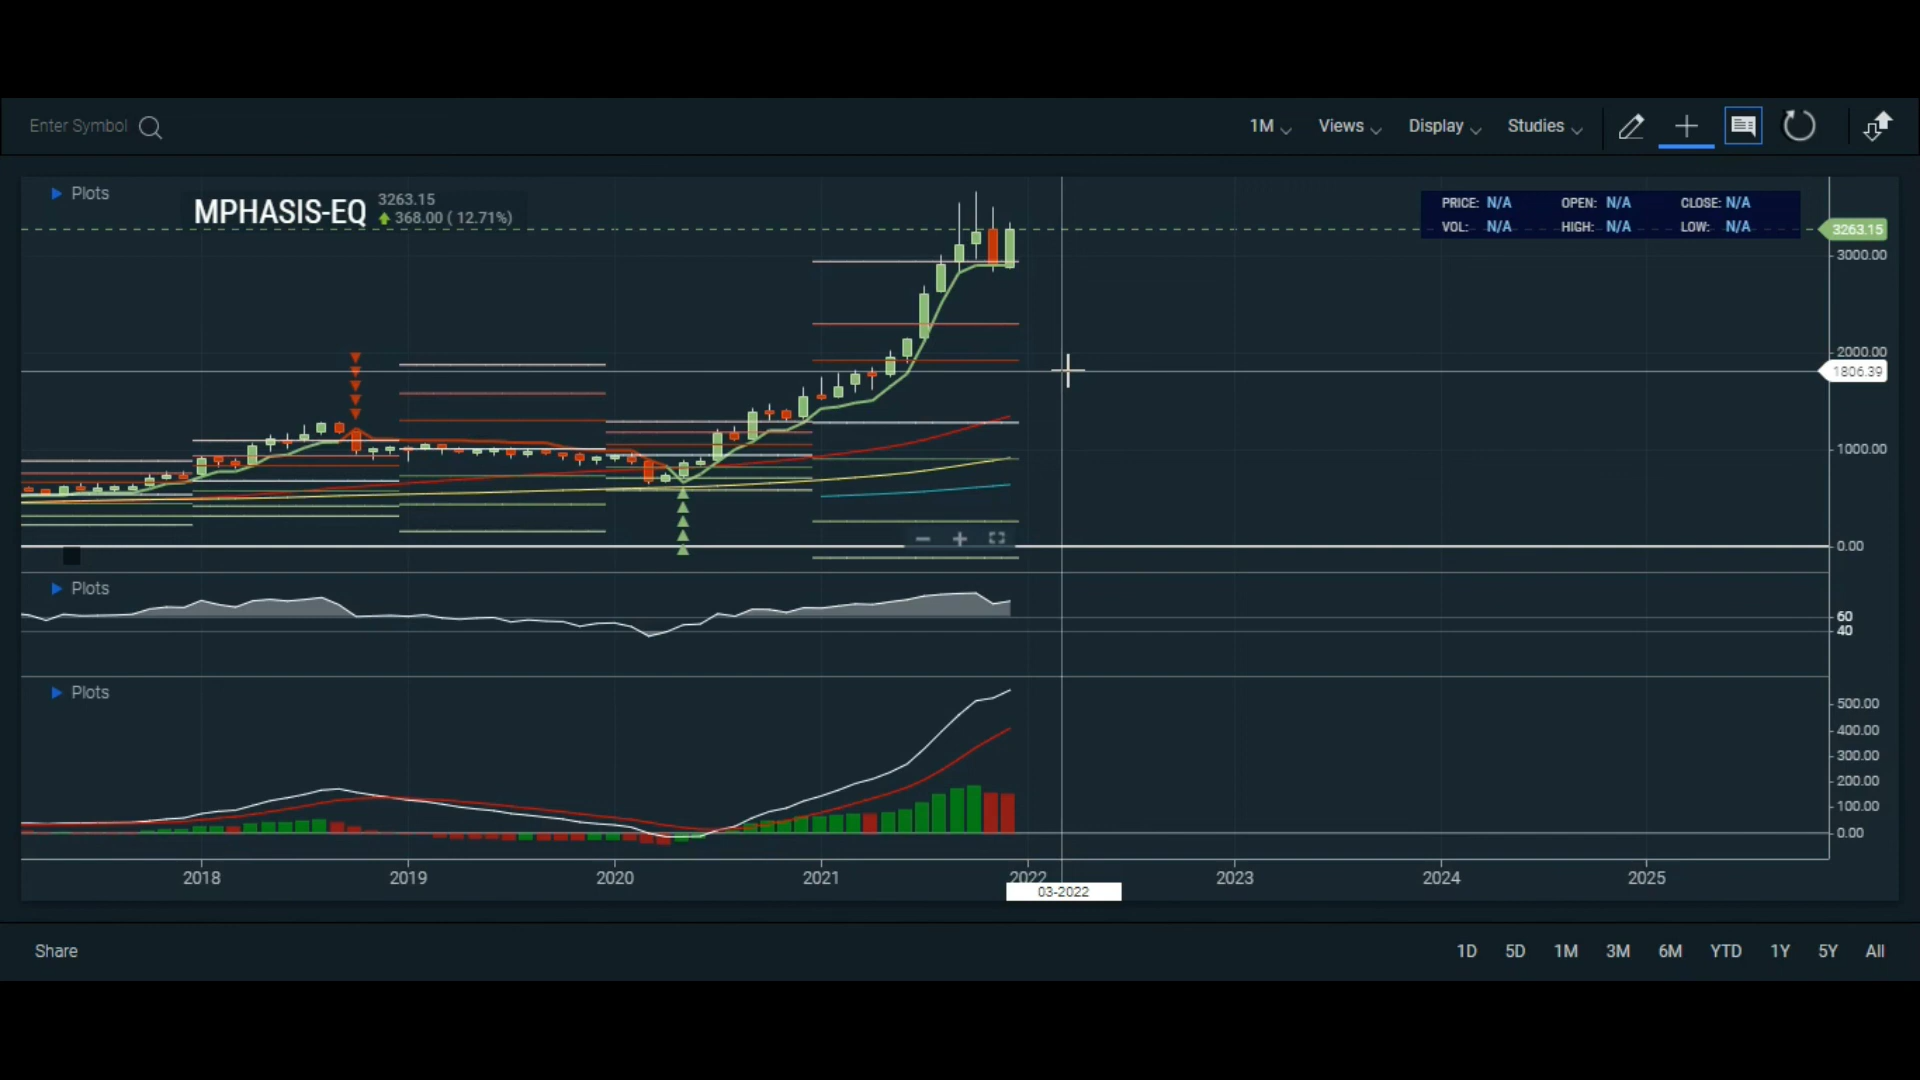 Enter Symbol
1M Views Display Studies
Plots
MPHASIS-EQ 3263.15
368.00 ( 12.71%)
PRICE: N/A OPEN: N/A CLOSE: N/A
VOL: N/A HIGH: N/A LOW: N/A
3263.15
3000.00
2000.00
1806.39
1000.00
0.00
Plots
60
40
Plots
500.00
400.00
300.00
200.00
100.00
0.00
2018 2019 2020 2021 2022 2023 2024 2025
03-2022
Share 1D 5D 1M 3M 6M YTD 1Y 5Y All